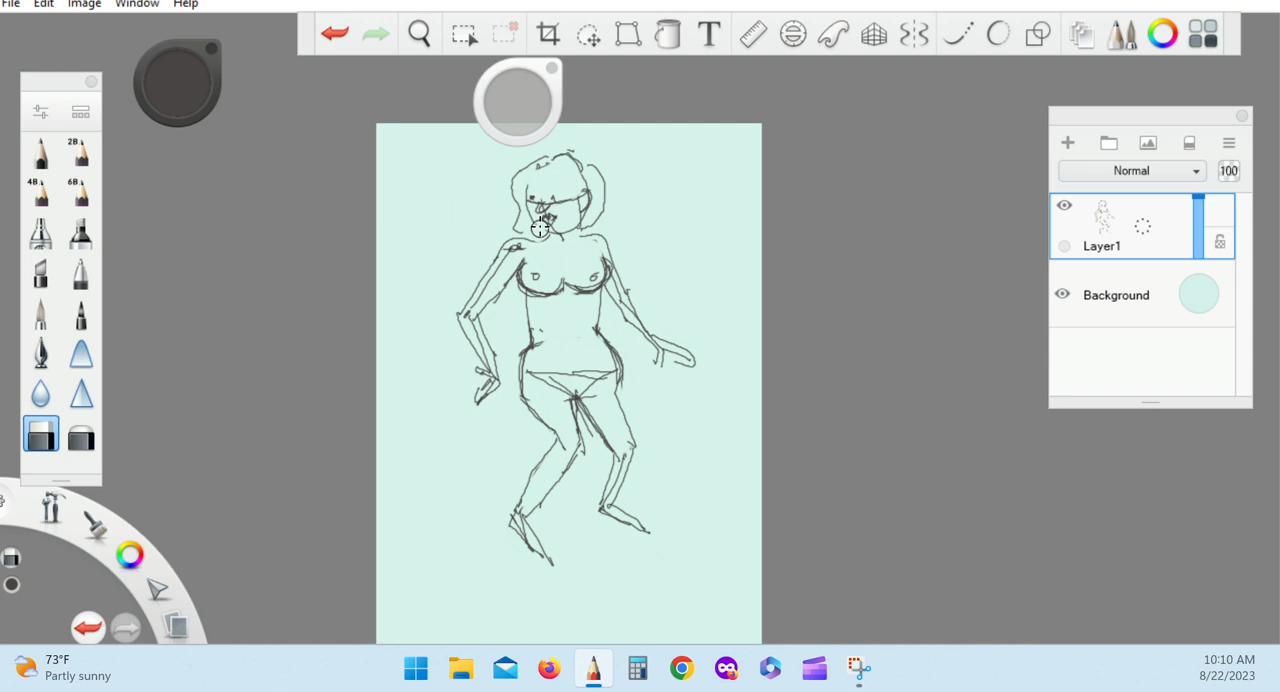 File Edit Image Window Help
T
2B
4B 6B
Normal 100
Layer1
Background
73°F
Partly sunny
10:10 AM
8/22/2023